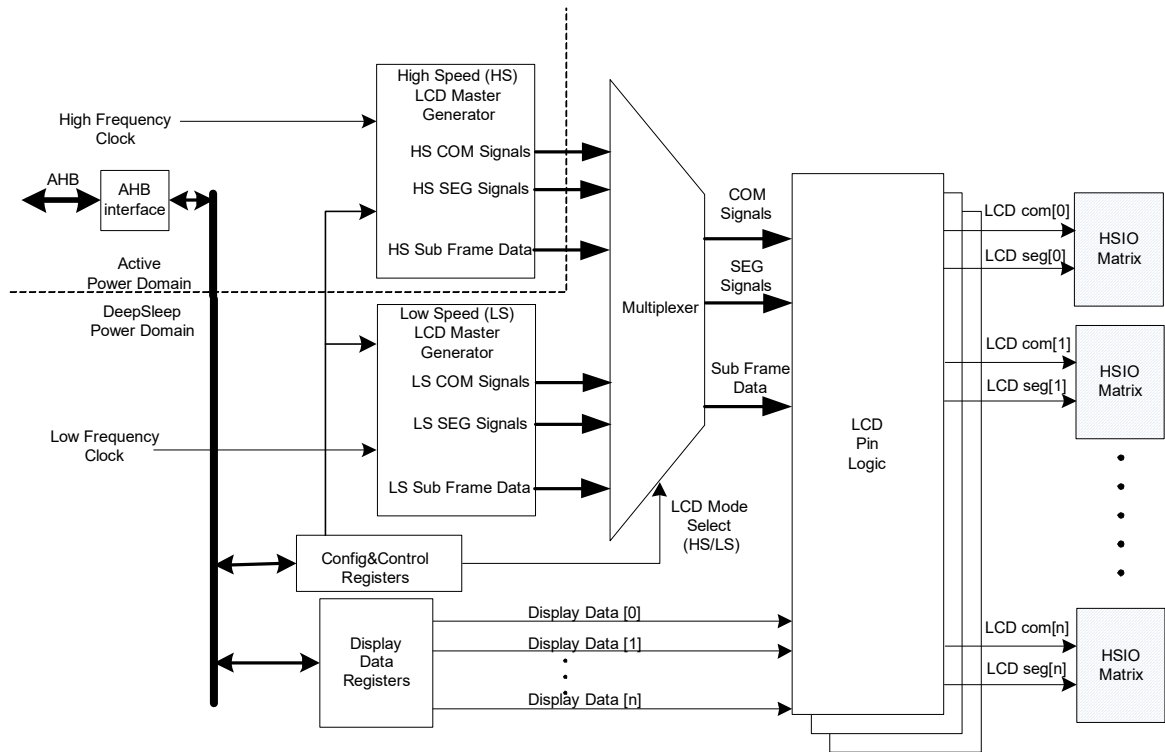 High Speed (HS)
LCD Master
Generator
High Frequency
Clock
HS COM Signals
HS SEG Signals
HS Sub Frame Data
AHB
AHB
interface
Active
Power Domain
DeepSleep
Power Domain
Low Speed (LS)
LCD Master
Generator
LS COM Signals
LS SEG Signals
LS Sub Frame Data
Low Frequency
Clock
Multiplexer
COM
Signals
SEG
Signals
Sub Frame
Data
LCD Mode
Select
(HS/LS)
Config&Control
Registers
Display
Data
Registers
Display Data [0]
Display Data [1]
Display Data [n]
LCD
Pin
Logic
LCD com[0]
LCD seg[0]
HSIO
Matrix
LCD com[1]
LCD seg[1]
HSIO
Matrix
LCD com[n]
LCD seg[n]
HSIO
Matrix